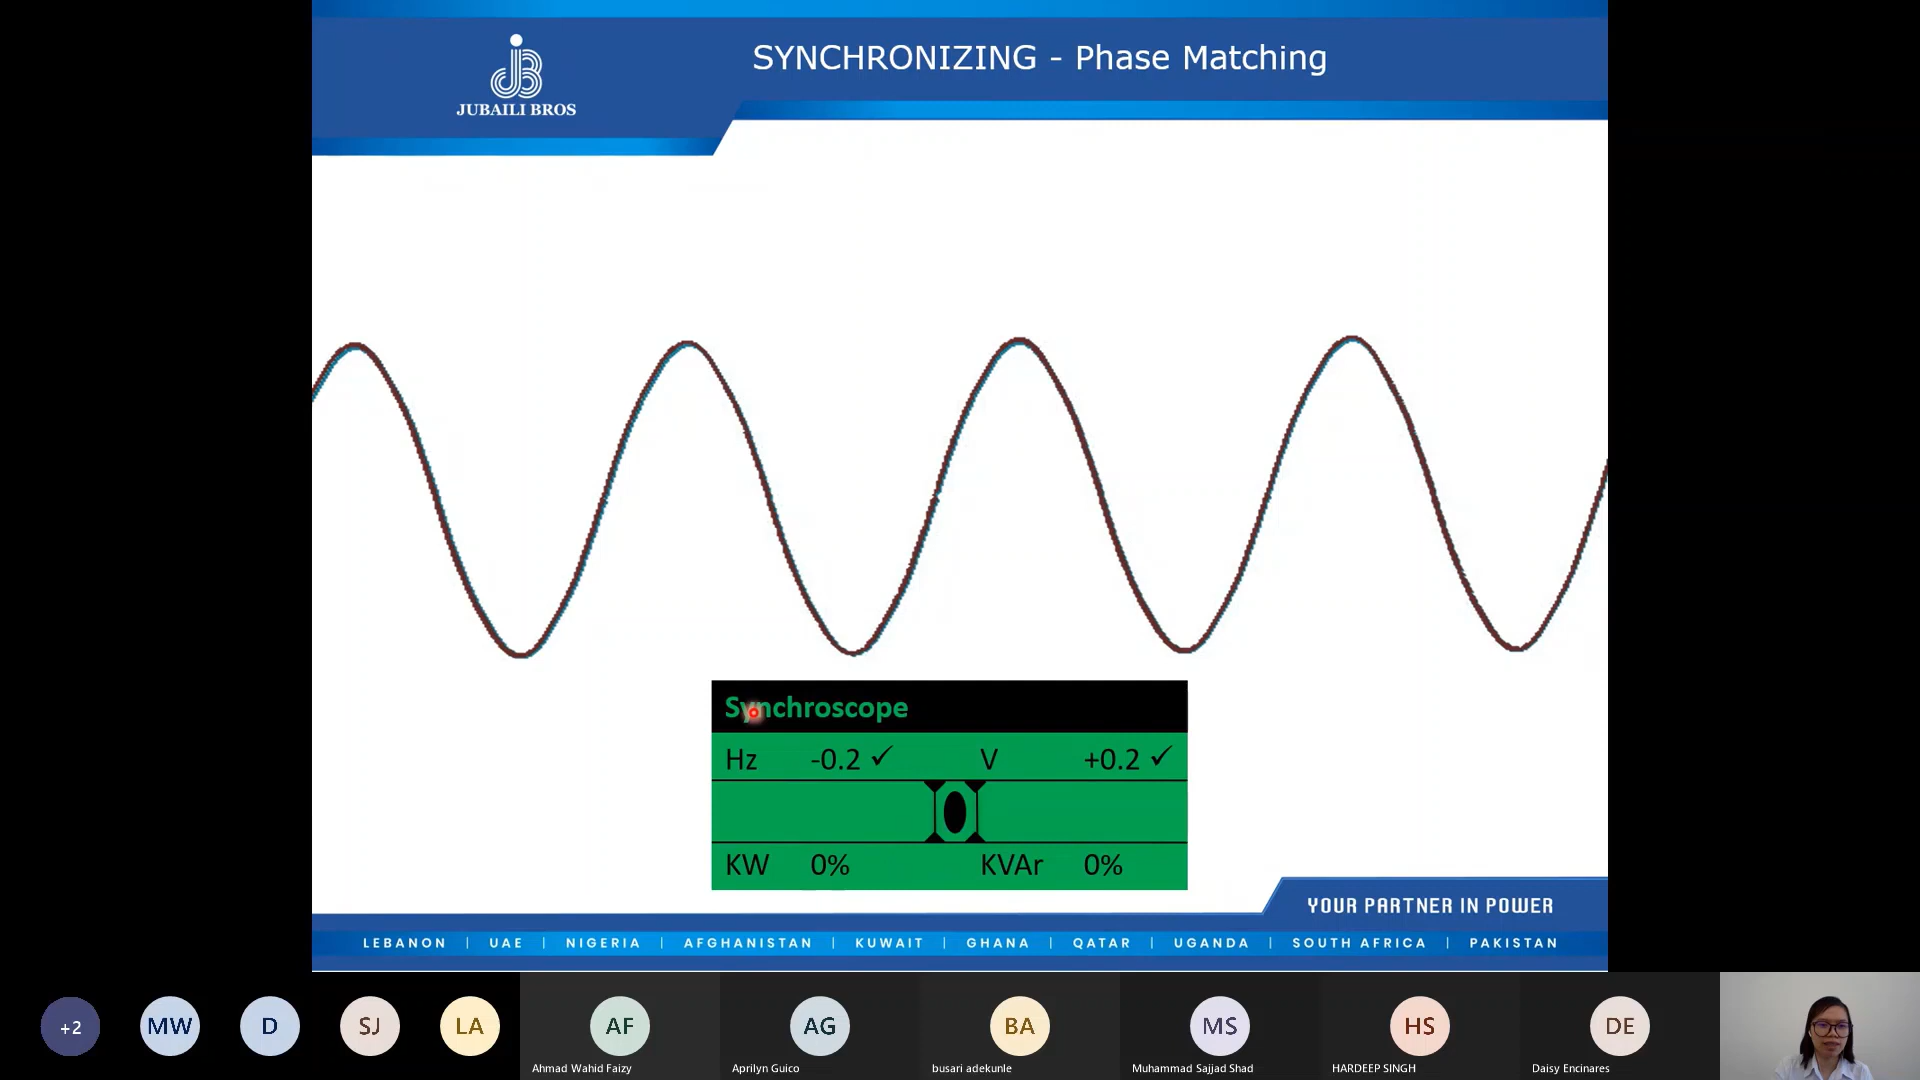 SYNCHRONIZING - Phase Matching
JUBAILI BROS
Synchroscope
Hz -0.2 ✓ V +0.2 ✓
KW 0% KVAr 0%
YOUR PARTNER IN POWER
LEBANON | UAE | NIGERIA | AFGHANISTAN | KUWAIT | GHANA | QATAR | UGANDA | SOUTH AFRICA | PAKISTAN
+2 MW D SJ LA AF AG BA MS HS DE
Ahmad Wahid Faizy Aprilyn Guico busari adekunle Muhammad Sajjad Shad HARDEEP SINGH Daisy Encinares